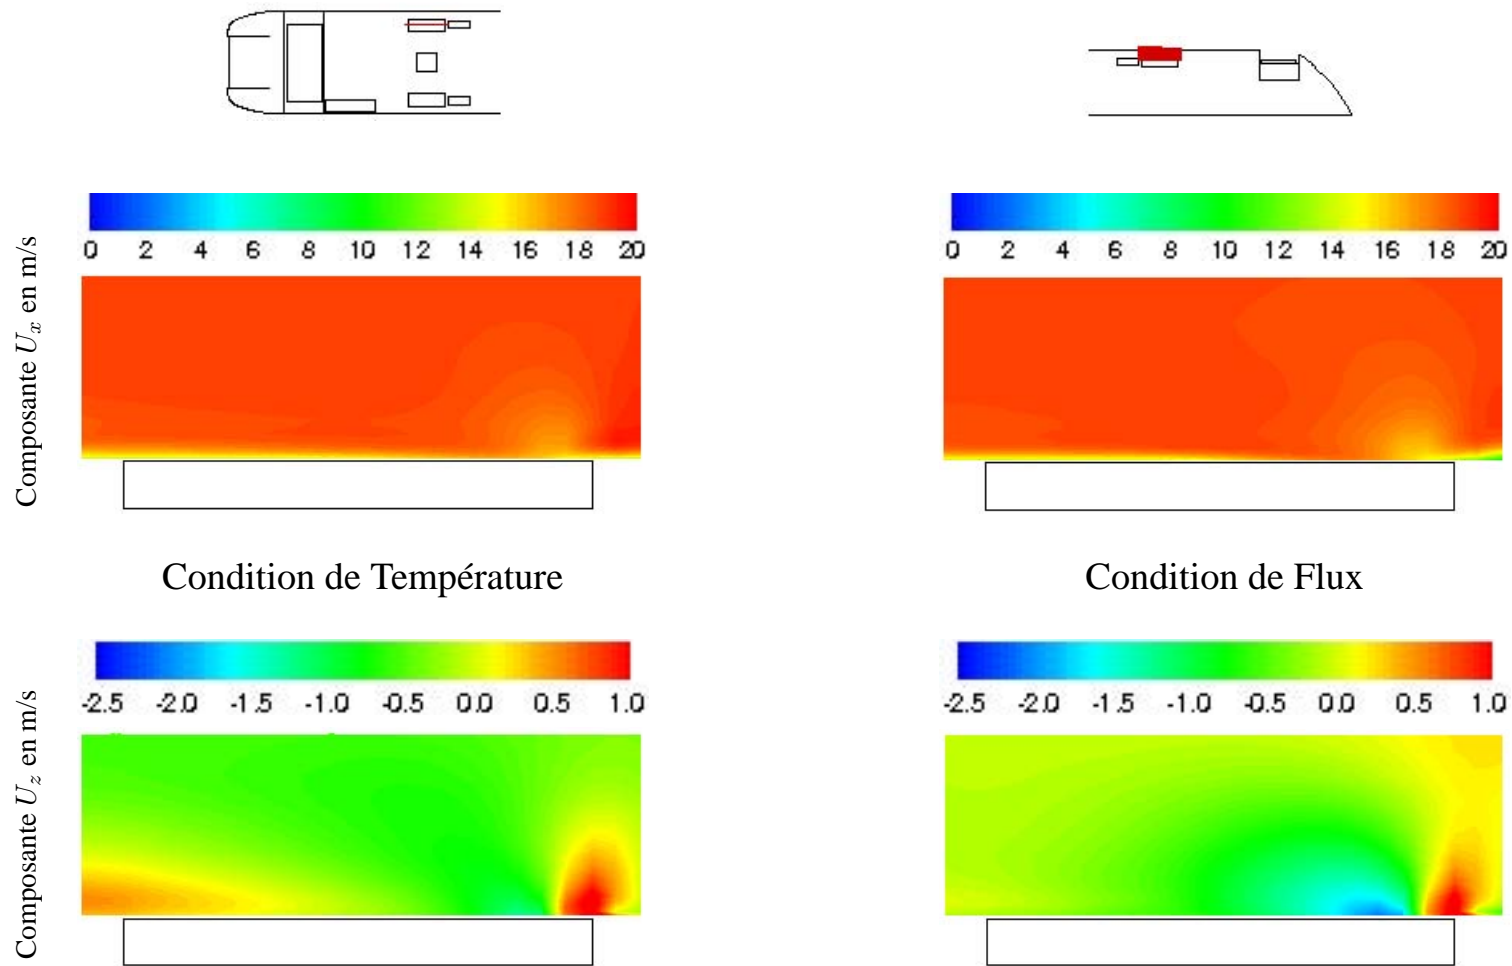 0 2 4 6 8 10 12 14 16 18 20
0 2 4 6 8 10 12 14 16 18 20
Composante U_x en m/s
Condition de Température
Condition de Flux
-2.5 -2.0 -1.5 -1.0 -0.5 0.0 0.5 1.0
-2.5 -2.0 -1.5 -1.0 -0.5 0.0 0.5 1.0
Composante U_z en m/s